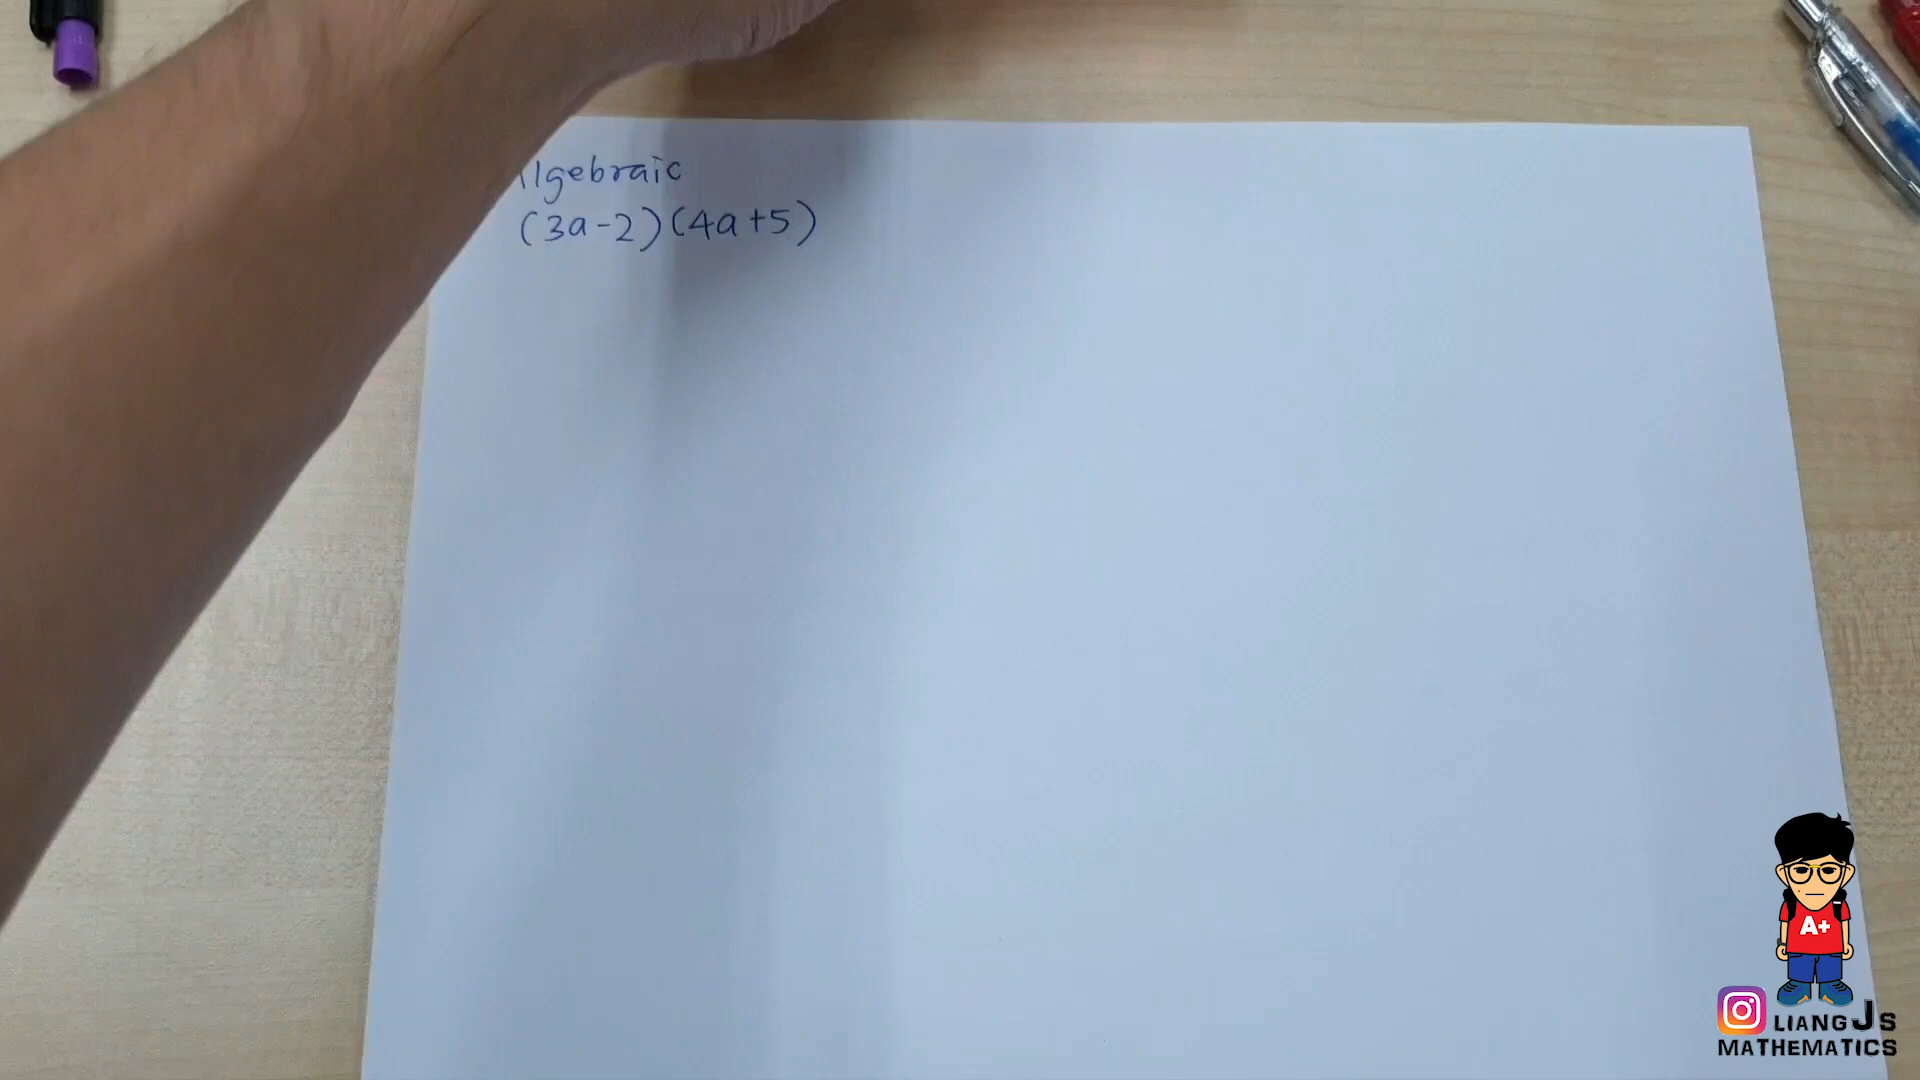 lgebraic
(3a-2)(4a+5)
A+
LIANGJS
MATHEMATICS